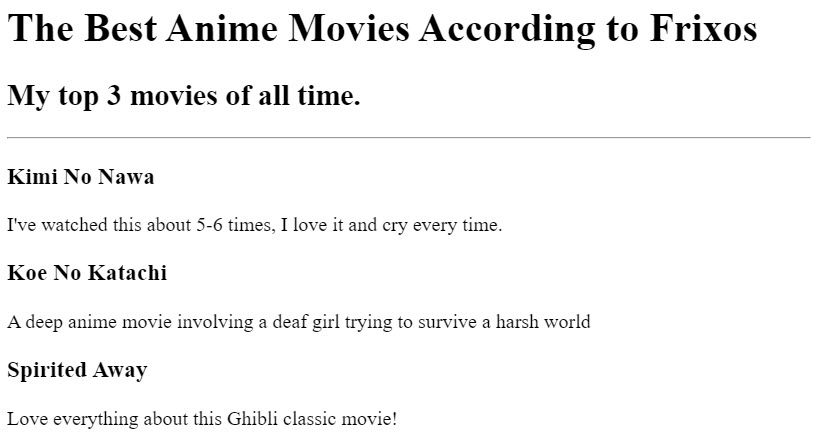 The Best Anime Movies According to Frixos
My top 3 movies of all time.
Kimi No Nawa
I've watched this about 5-6 times, I love it and cry every time.
Koe No Katachi
A deep anime movie involving a deaf girl trying to survive a harsh world
Spirited Away
Love everything about this Ghibli classic movie!